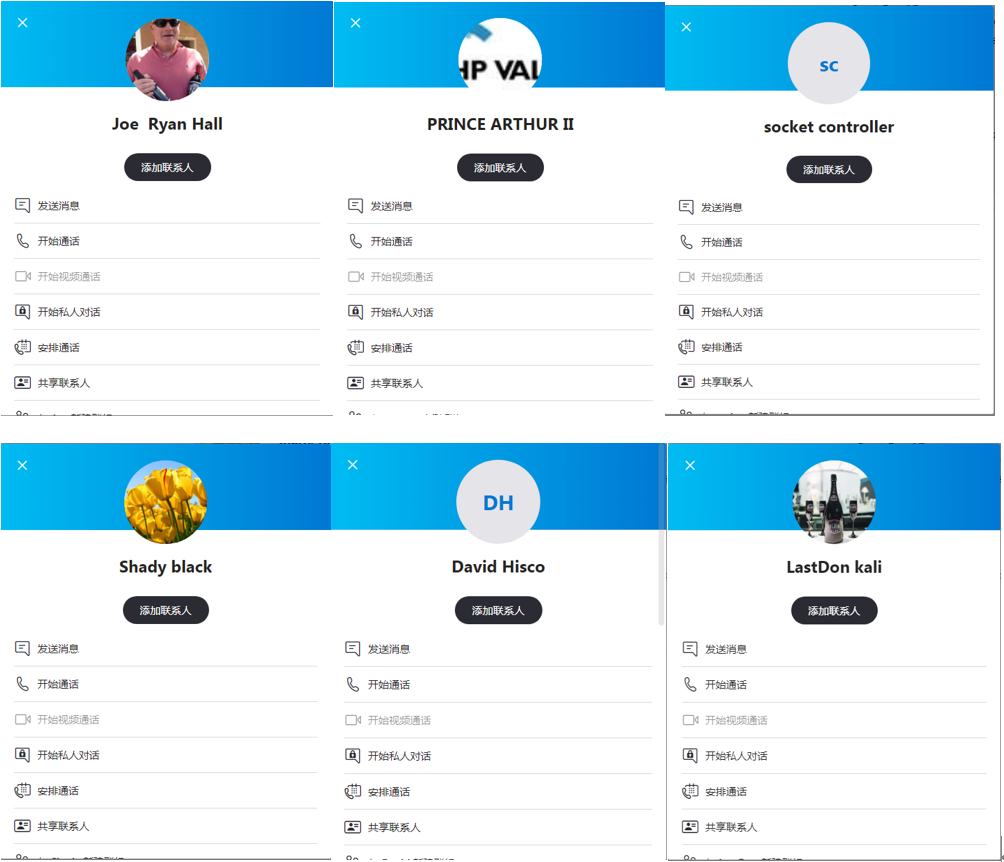 HP VAL
SC
Joe Ryan Hall
PRINCE ARTHUR II
socket controller
添加联系人
添加联系人
添加联系人
发送消息
发送消息
发送消息
开始通话
开始通话
开始通话
开始视频通话
开始视频通话
开始视频通话
开始私人对话
开始私人对话
开始私人对话
安排通话
安排通话
安排通话
共享联系人
共享联系人
共享联系人
DH
Shady black
David Hisco
LastDon kali
添加联系人
添加联系人
添加联系人
发送消息
发送消息
发送消息
开始通话
开始通话
开始通话
开始视频通话
开始视频通话
开始视频通话
开始私人对话
开始私人对话
开始私人对话
安排通话
安排通话
安排通话
共享联系人
共享联系人
共享联系人